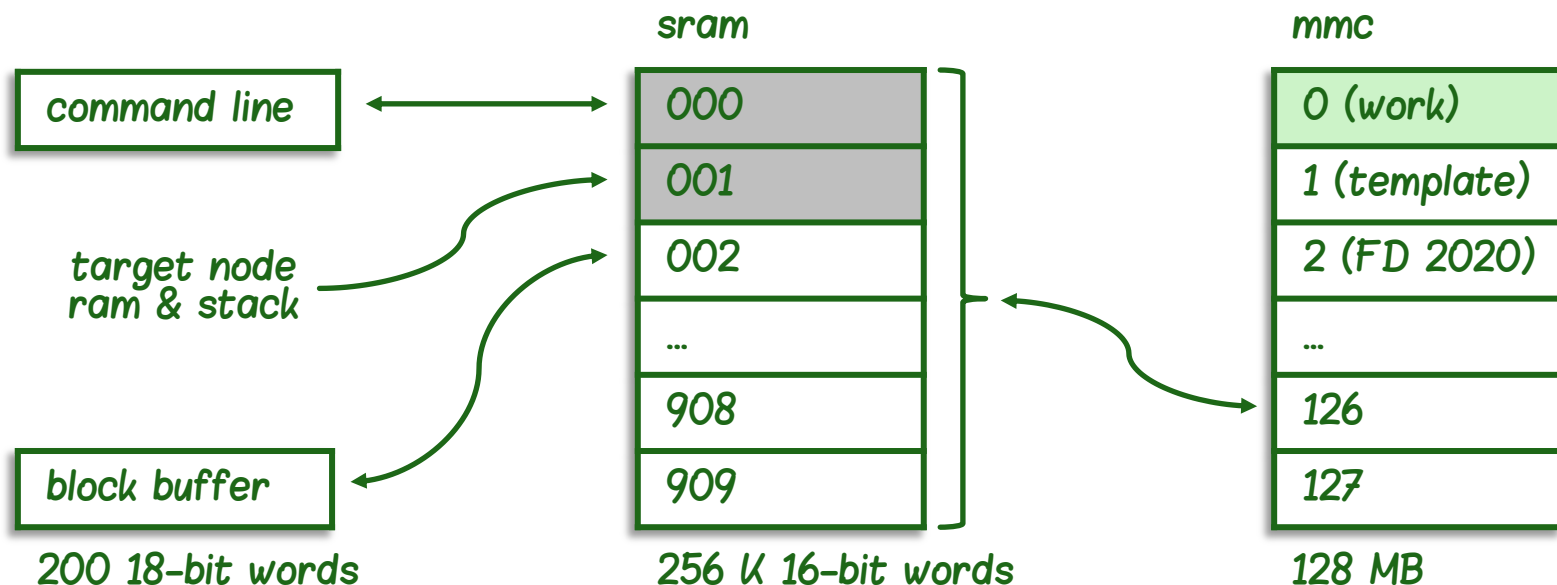 sram
mmc
command line
000
0 (work)
001
1 (template)
target node
ram & stack
002
2 (FD 2020)
...
...
908
126
block buffer
909
127
200 18-bit words
256 K 16-bit words
128 MB